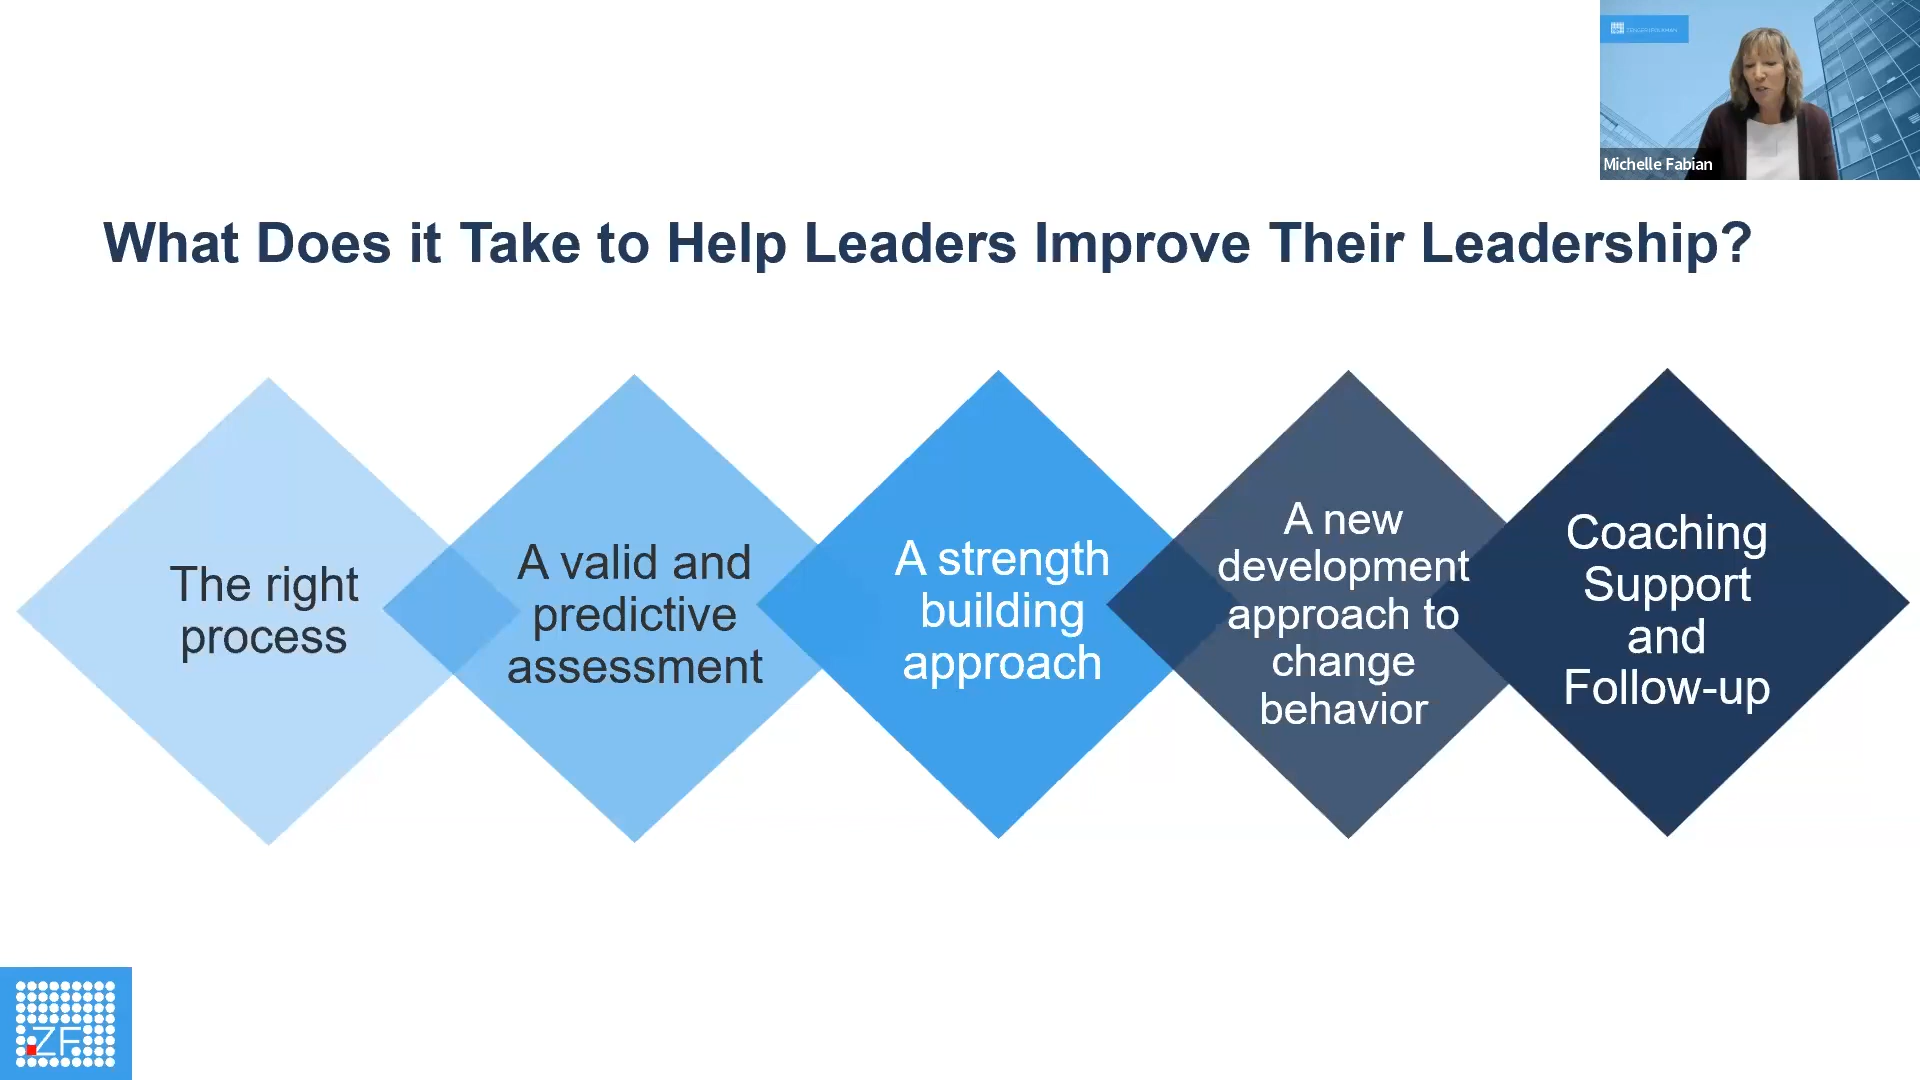 Michelle Fabian
What Does it Take to Help Leaders Improve Their Leadership?
The right
process
A valid and
predictive
assessment
A strength
building
approach
A new
development
approach to
change
behavior
Coaching
Support
and
Follow-up
ZF